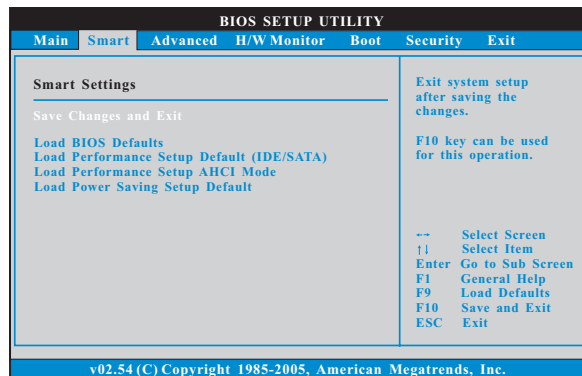 BIOS SETUP UTILITY
Main Smart Advanced H/W Monitor Boot Security Exit
Smart Settings
Save Changes and Exit
Load BIOS Defaults
Load Performance Setup Default (IDE/SATA)
Load Performance Setup AHCI Mode
Load Power Saving Setup Default
Exit system setup
after saving the
changes.
F10 key can be used
for this operation.
←→ Select Screen
↑↓ Select Item
Enter Go to Sub Screen
F1 General Help
F9 Load Defaults
F10 Save and Exit
ESC Exit
v02.54 (C) Copyright 1985-2005, American Megatrends, Inc.